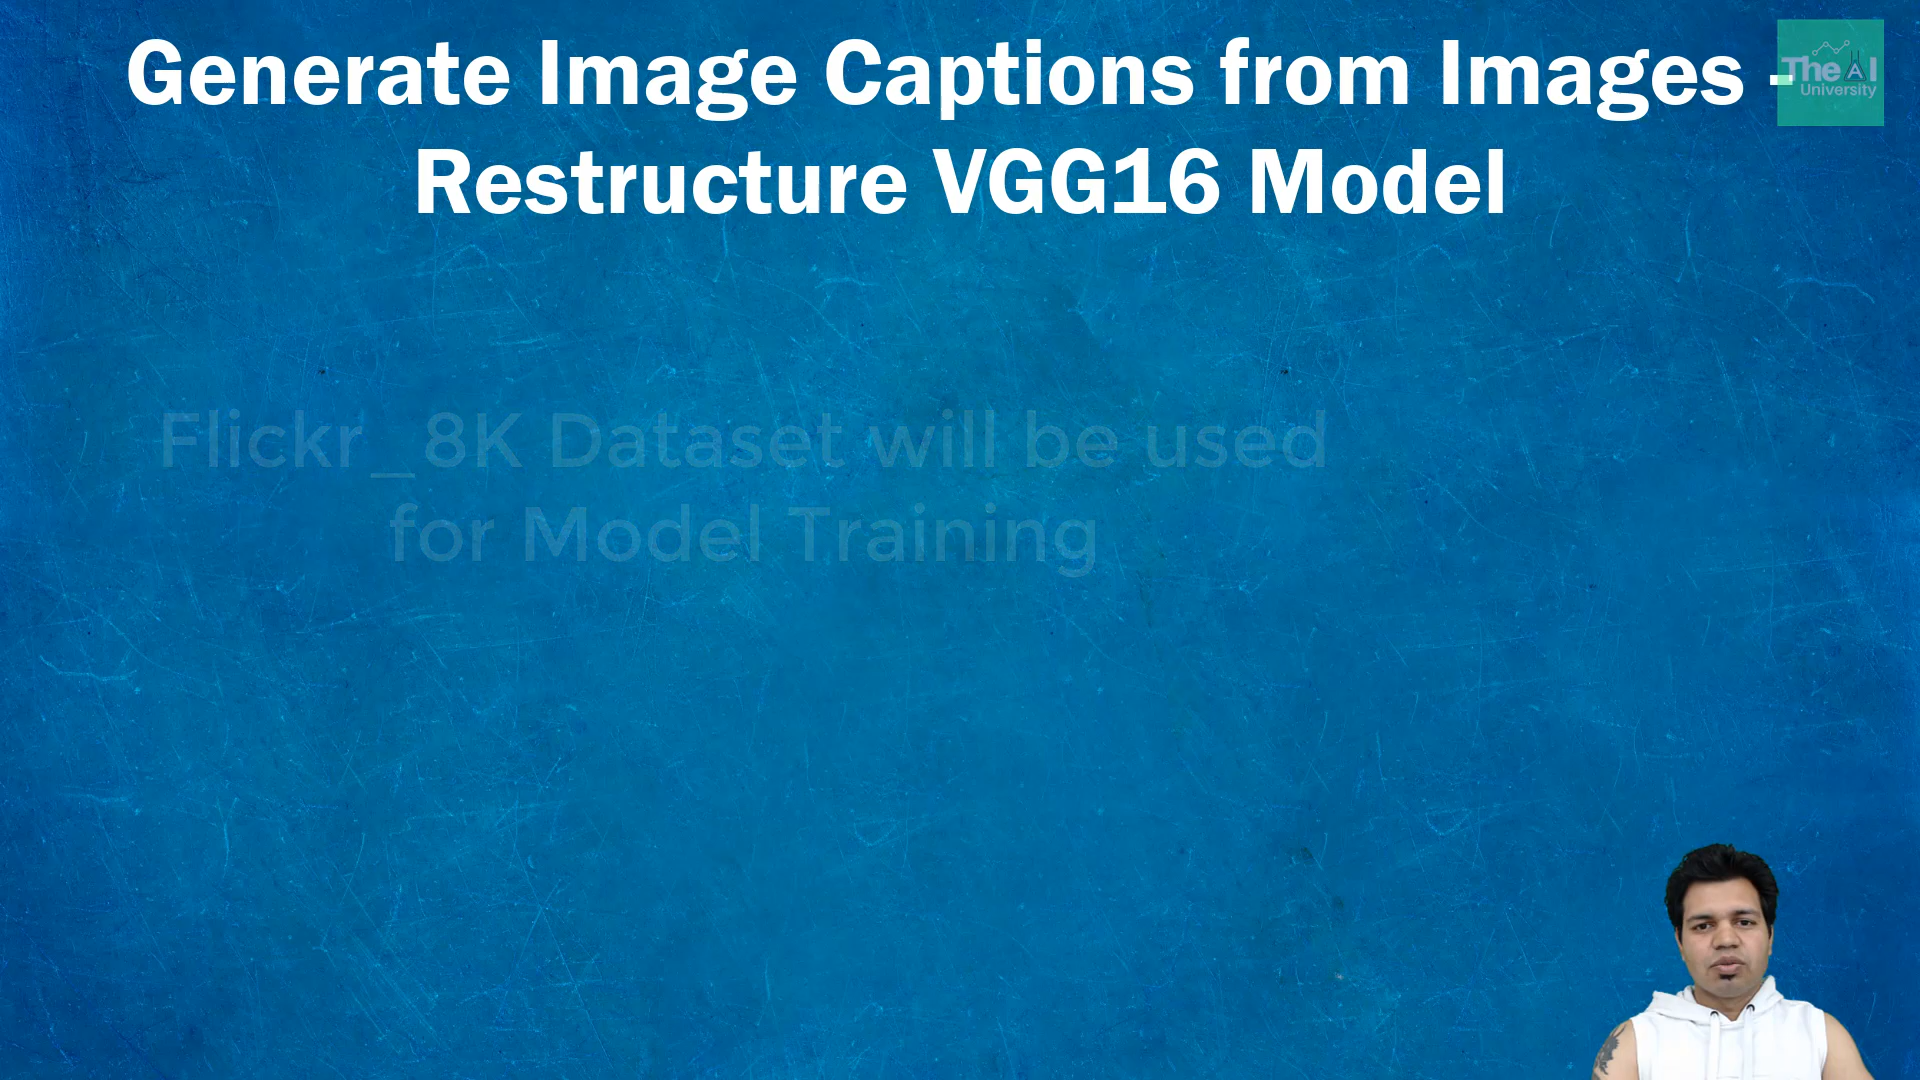 Generate Image Captions from Images -
Restructure VGG16 Model
The AI
University
Flickr_8K Dataset will be used
for Model Training